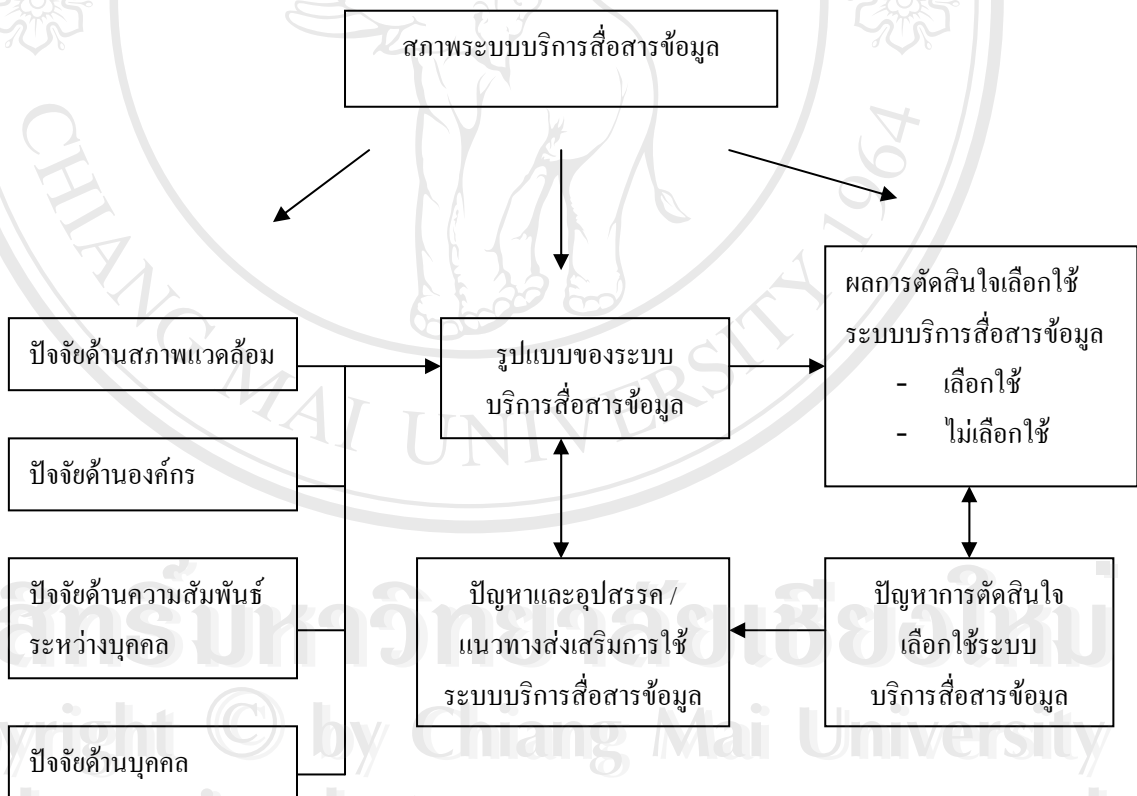 สภาพระบบบริการสื่อสารข้อมูล
ผลการตัดสินใจเลือกใช้
ระบบบริการสื่อสารข้อมูล
- เลือกใช้
- ไม่เลือกใช้
ปัจจัยด้านสภาพแวดล้อม
รูปแบบของระบบ
บริการสื่อสารข้อมูล
ปัจจัยด้านองค์กร
ปัจจัยด้านความสัมพันธ์
ระหว่างบุคคล
ปัญหาและอุปสรรค /
แนวทางส่งเสริมการใช้
ระบบบริการสื่อสารข้อมูล
ปัญหาการตัดสินใจ
เลือกใช้ระบบ
บริการสื่อสารข้อมูล
ปัจจัยด้านบุคคล
CHIANG MAI UNIVERSITY 1964
มหาวิทยาลัยเชียงใหม่
© by Chiang Mai University